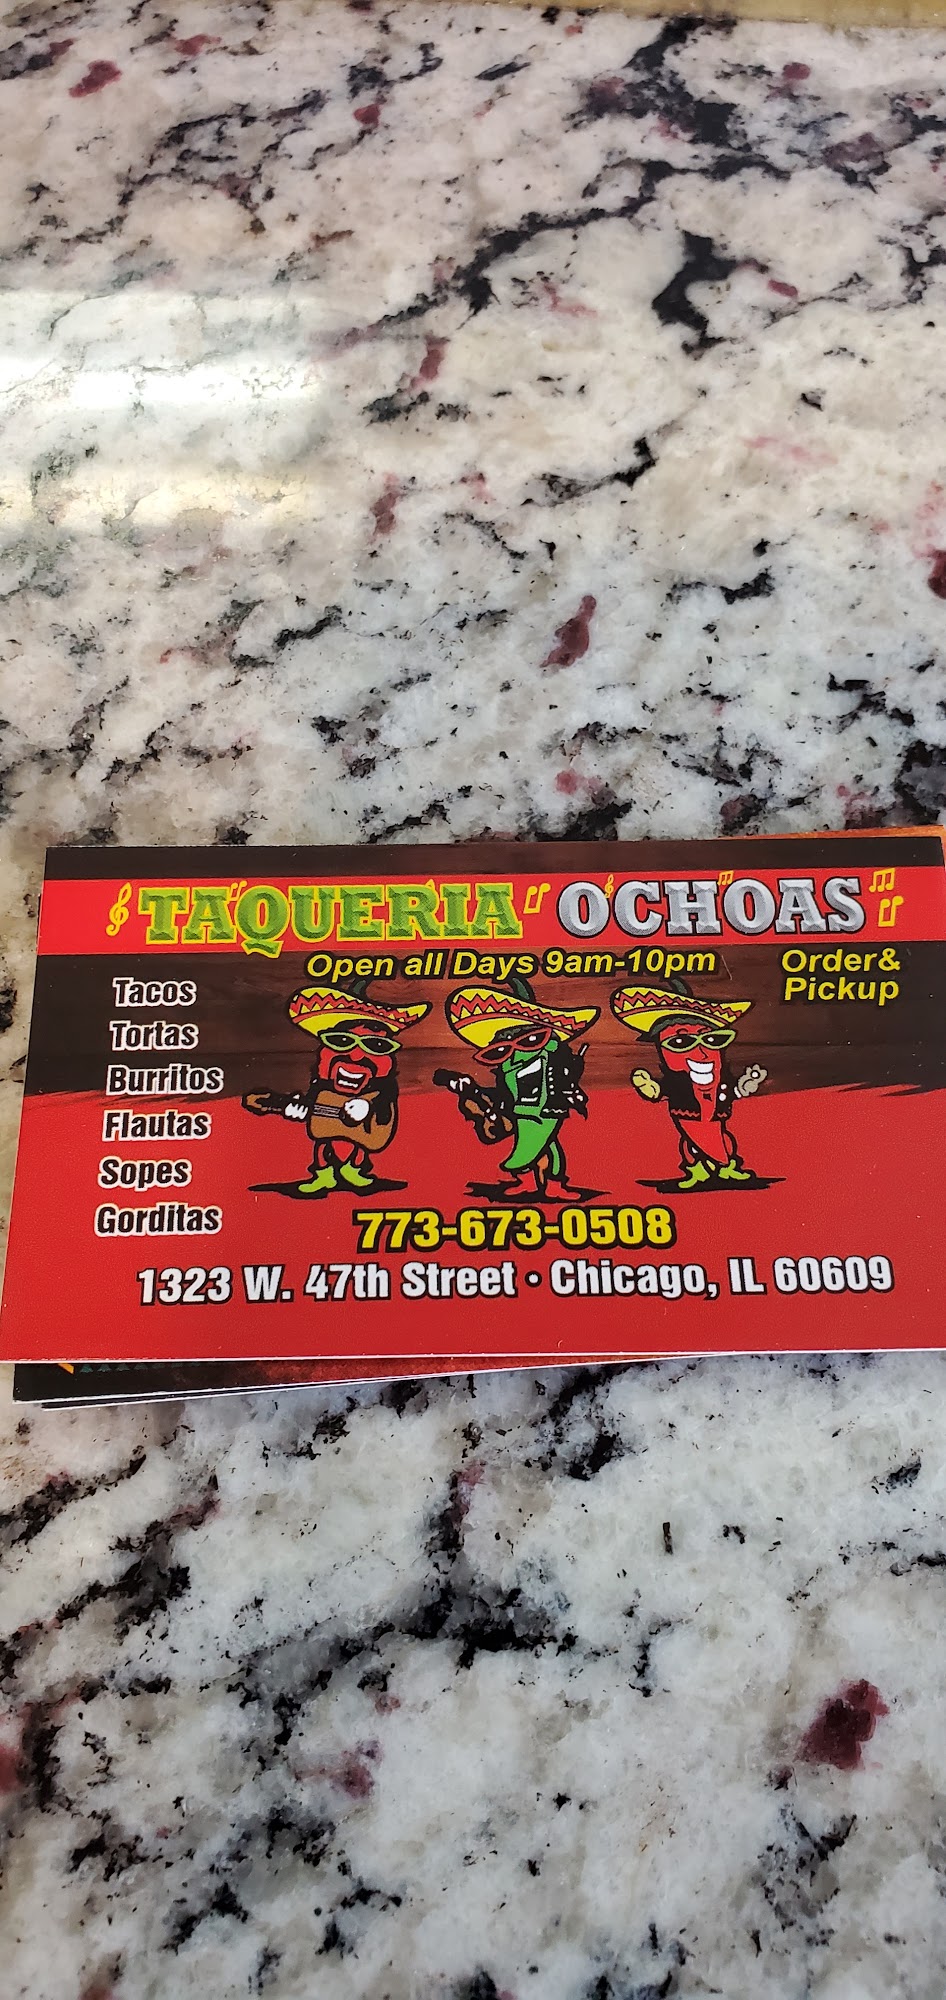 TAQUERIA OCHOAS
Open all Days 9am-10pm
Order&
Pickup
Tacos
Tortas
Burritos
Flautas
Sopes
Gorditas
773-673-0508
1323 W. 47th Street • Chicago, IL 60609